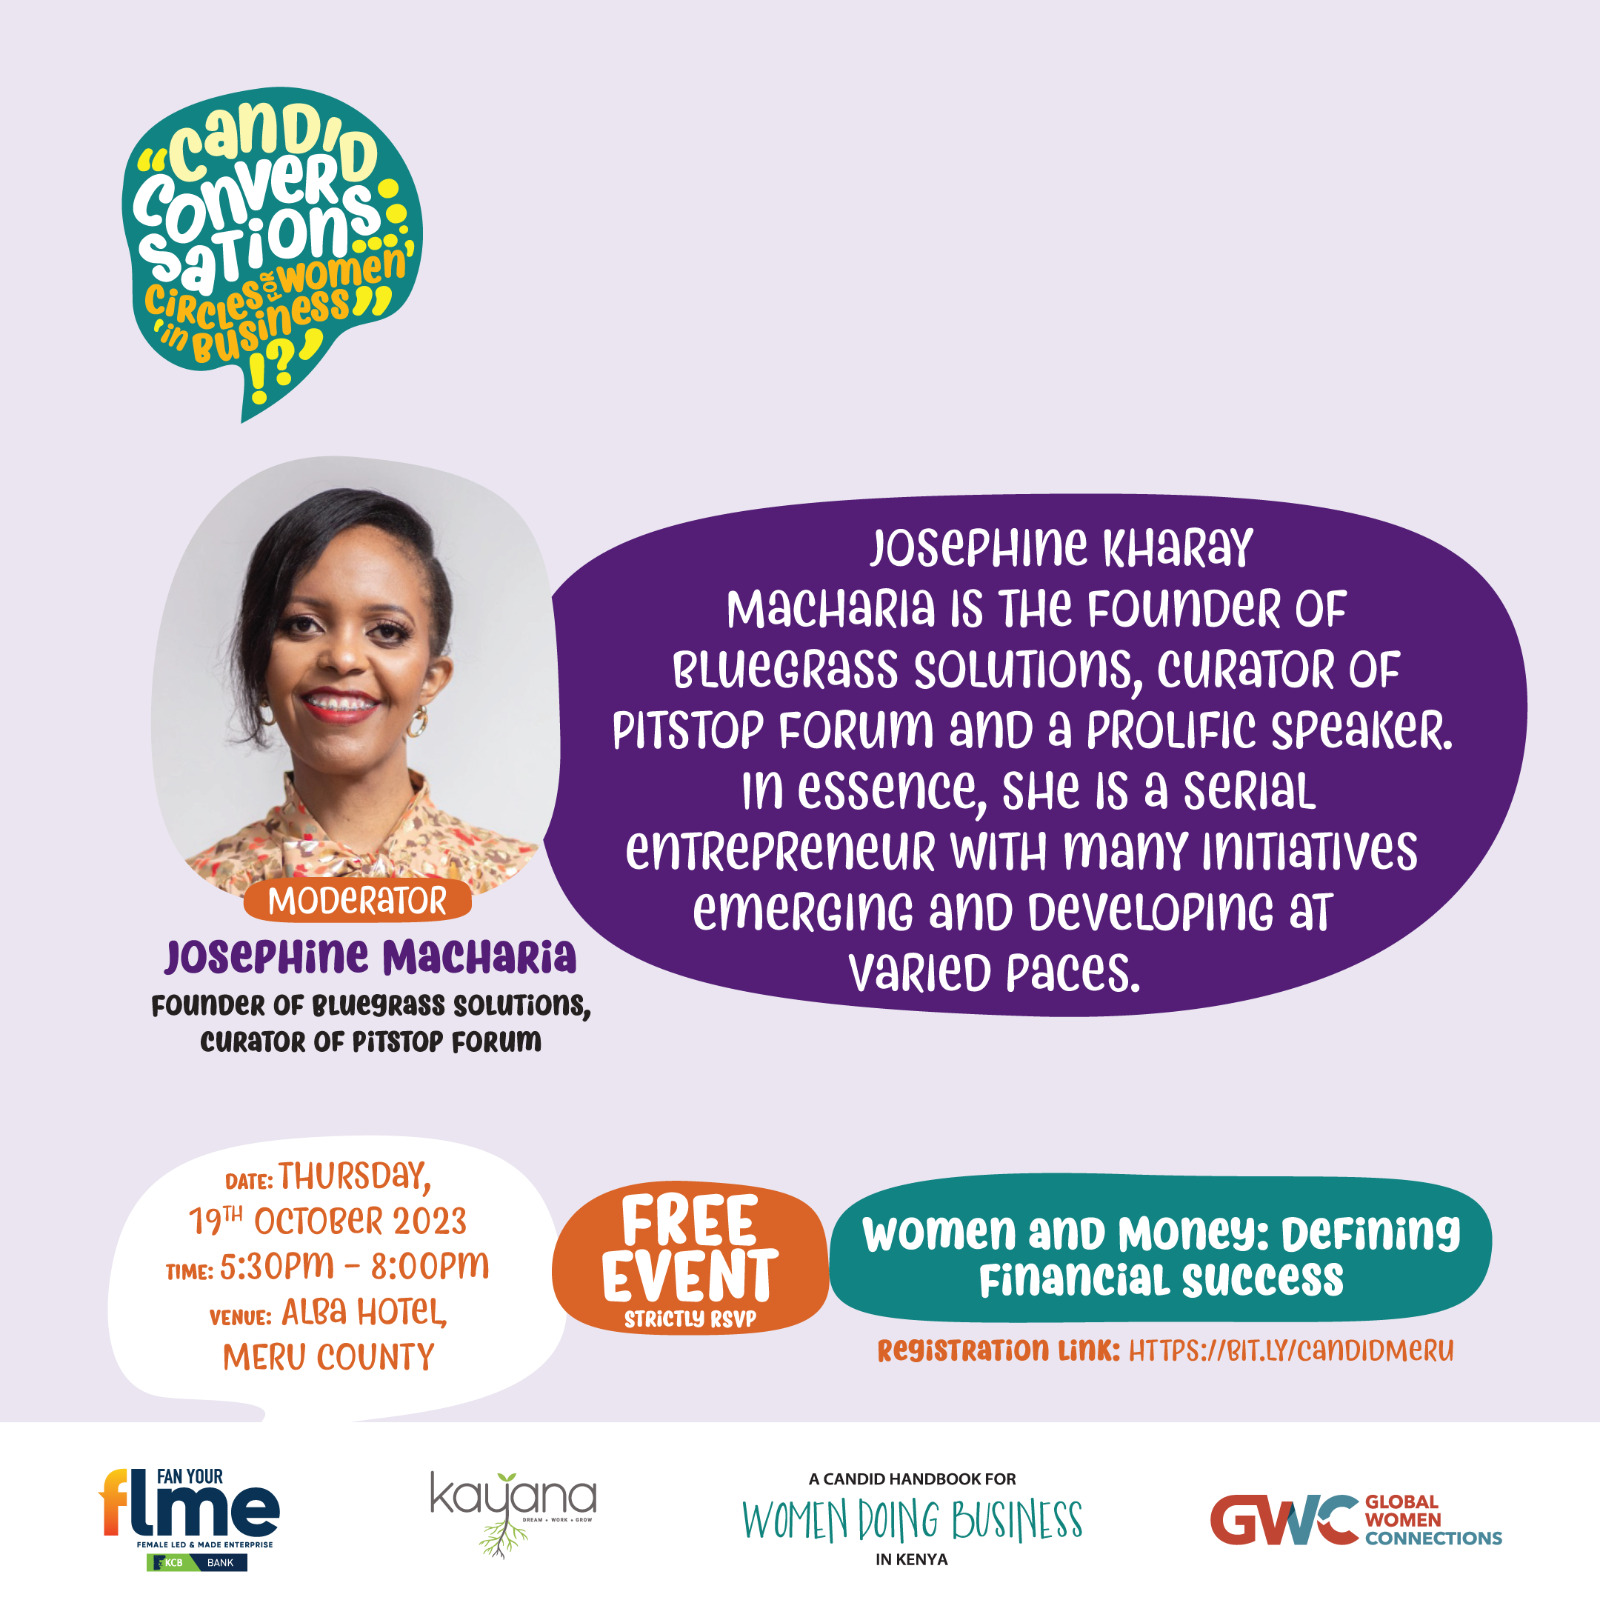 "CANDID
CONVER
SATIONS...
CIRCLES FOR WOMEN
IN BUSINESS"
!?
JOSEPHINE KHARAY
MACHARIA IS THE FOUNDER OF
BLUEGRASS SOLUTIONS, CURATOR OF
PITSTOP FORUM AND A PROLIFIC SPEAKER.
IN ESSENCE, SHE IS A SERIAL
ENTREPRENEUR WITH MANY INITIATIVES
EMERGING AND DEVELOPING AT
VARIED PACES.
MODERATOR
JOSEPHINE MACHARIA
FOUNDER OF BLUEGRASS SOLUTIONS,
CURATOR OF PITSTOP FORUM
DATE: THURSDAY,
19TH OCTOBER 2023
TIME: 5:30PM – 8:00PM
VENUE: ALBA HOTEL,
MERU COUNTY
FREE
EVENT
STRICTLY RSVP
WOMEN AND MONEY: DEFINING
FINANCIAL SUCCESS
REGISTRATION LINK: HTTPS://BIT.LY/CANDIDMERU
FAN YOUR
flme
FEMALE LED & MADE ENTERPRISE
KCB BANK
kayana
DREAM • WORK • GROW
A CANDID HANDBOOK FOR
WOMEN DOING BUSINESS
IN KENYA
GWC
GLOBAL
WOMEN
CONNECTIONS